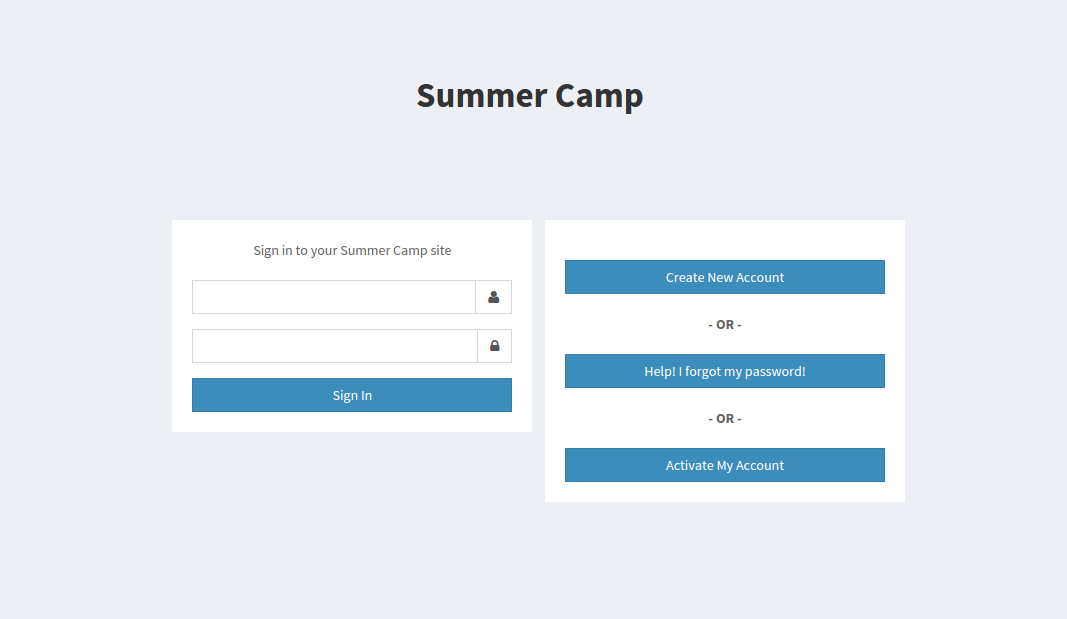 Summer Camp
Sign in to your Summer Camp site
Sign In
Create New Account
- OR -
Help! I forgot my password!
- OR -
Activate My Account